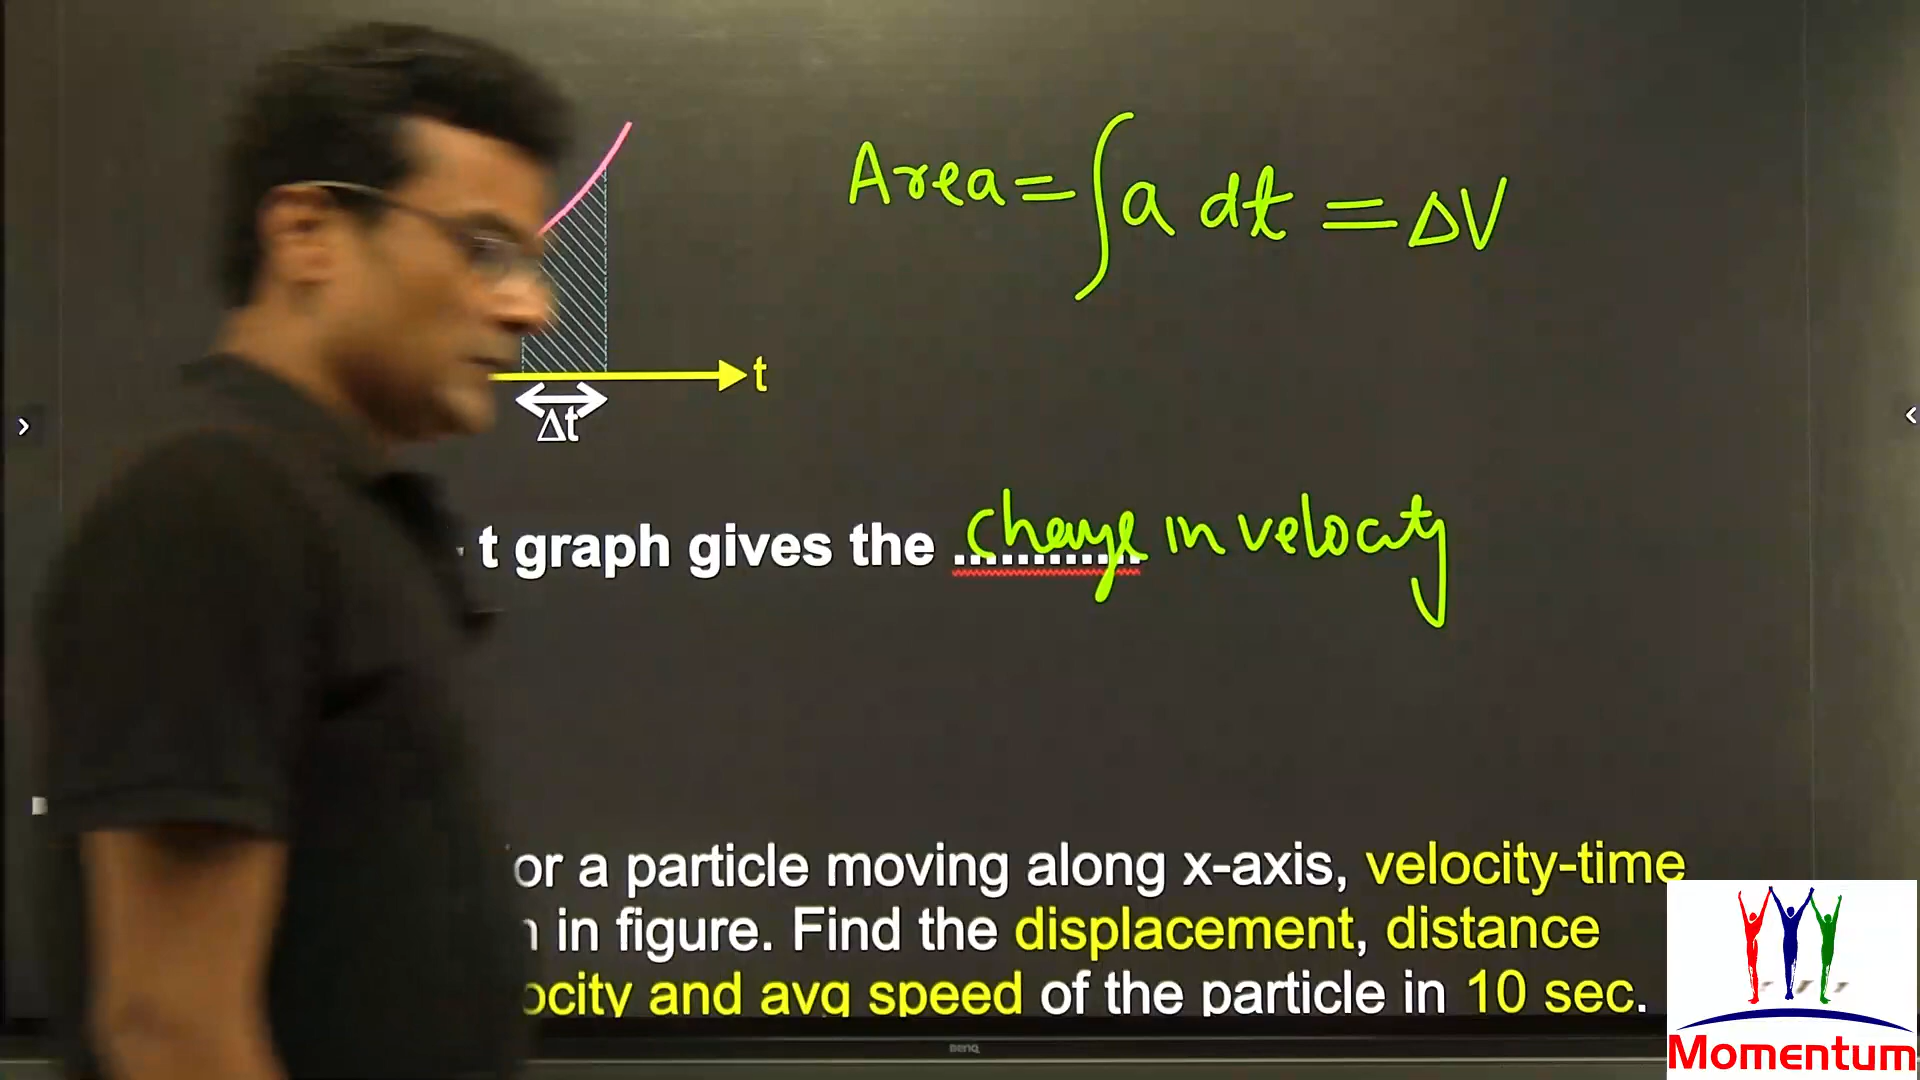 Area = ∫ a dt = ΔV
t
Δt
t graph gives the ............ change in velocity
or a particle moving along x-axis, velocity-time
in figure. Find the displacement, distance
ocity and avg speed of the particle in 10 sec.
BenQ
Momentum